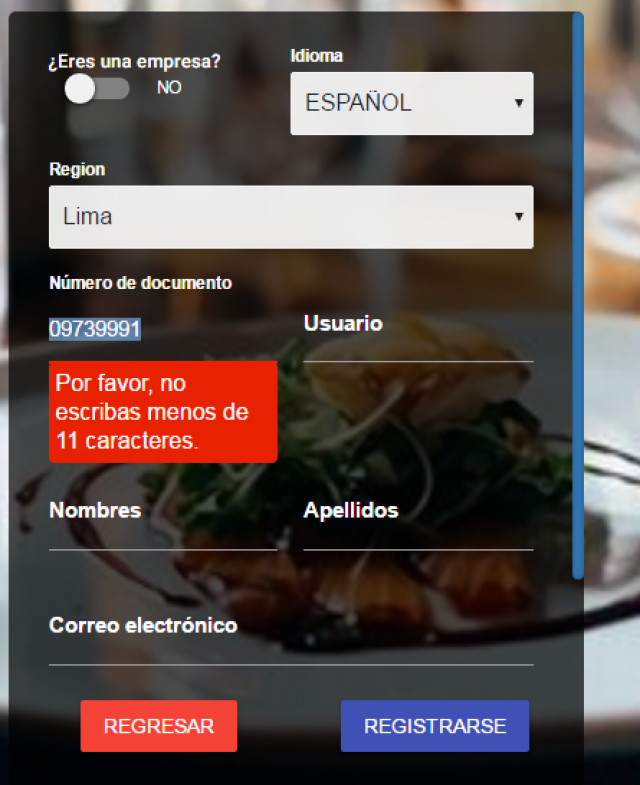 ¿Eres una empresa?
NO
Idioma
ESPAÑOL
Region
Lima
Número de documento
09739991
Usuario
Por favor, no
escribas menos de
11 caracteres.
Nombres
Apellidos
Correo electrónico
REGRESAR
REGISTRARSE